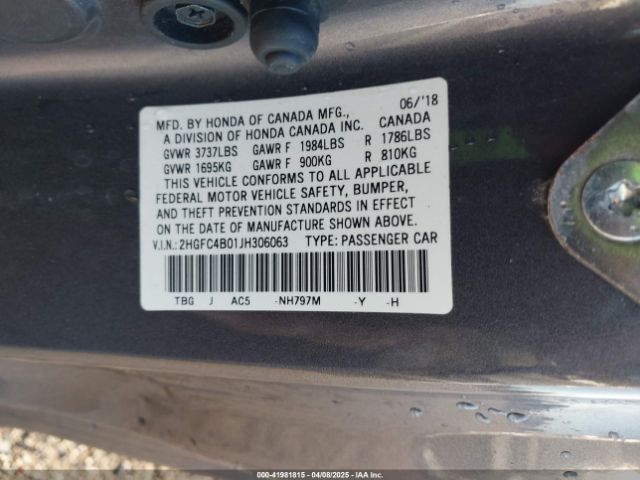 MFD. BY HONDA OF CANADA MFG., 06/'18
A DIVISION OF HONDA CANADA INC. CANADA
GVWR 3737LBS GAWR F 1984LBS R 1786LBS
GVWR 1695KG GAWR F 900KG R 810KG
THIS VEHICLE CONFORMS TO ALL APPLICABLE
FEDERAL MOTOR VEHICLE SAFETY, BUMPER,
AND THEFT PREVENTION STANDARDS IN EFFECT
ON THE DATE OF MANUFACTURE SHOWN ABOVE.
V.I.N.: 2HGFC4B01JH306063 TYPE: PASSENGER CAR
TBG J AC5 -NH797M -Y -H
000-41981815 | 04/08/2025 | IAA Inc.